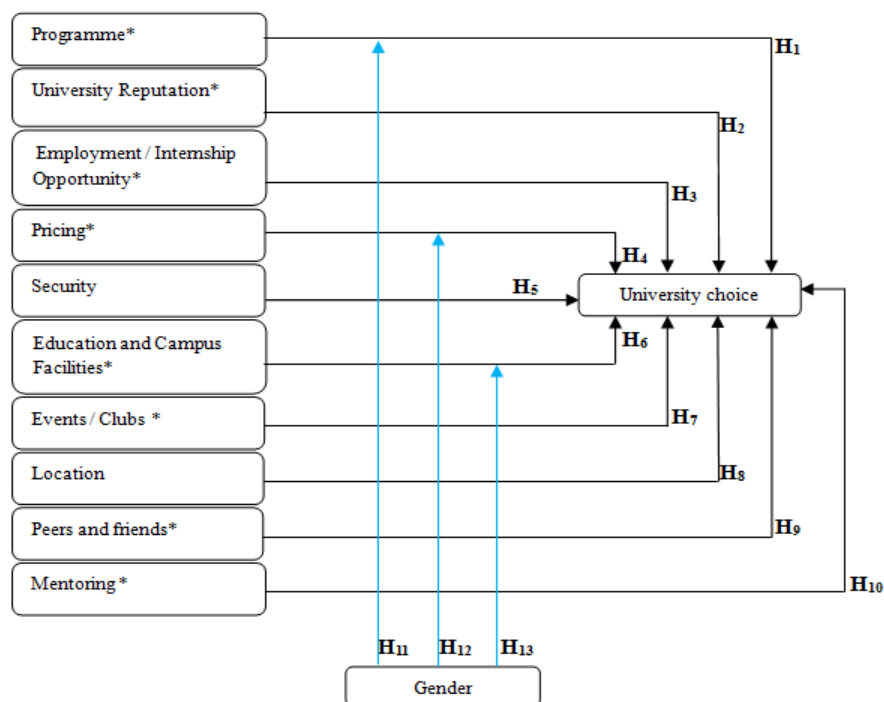 Programme*
H1
University Reputation*
H2
Employment / Internship
Opportunity*
H3
Pricing*
H4
Security
H5
University choice
Education and Campus
Facilities*
H6
Events / Clubs *
H7
Location
H8
Peers and friends*
H9
Mentoring *
H10
H11
H12
H13
Gender